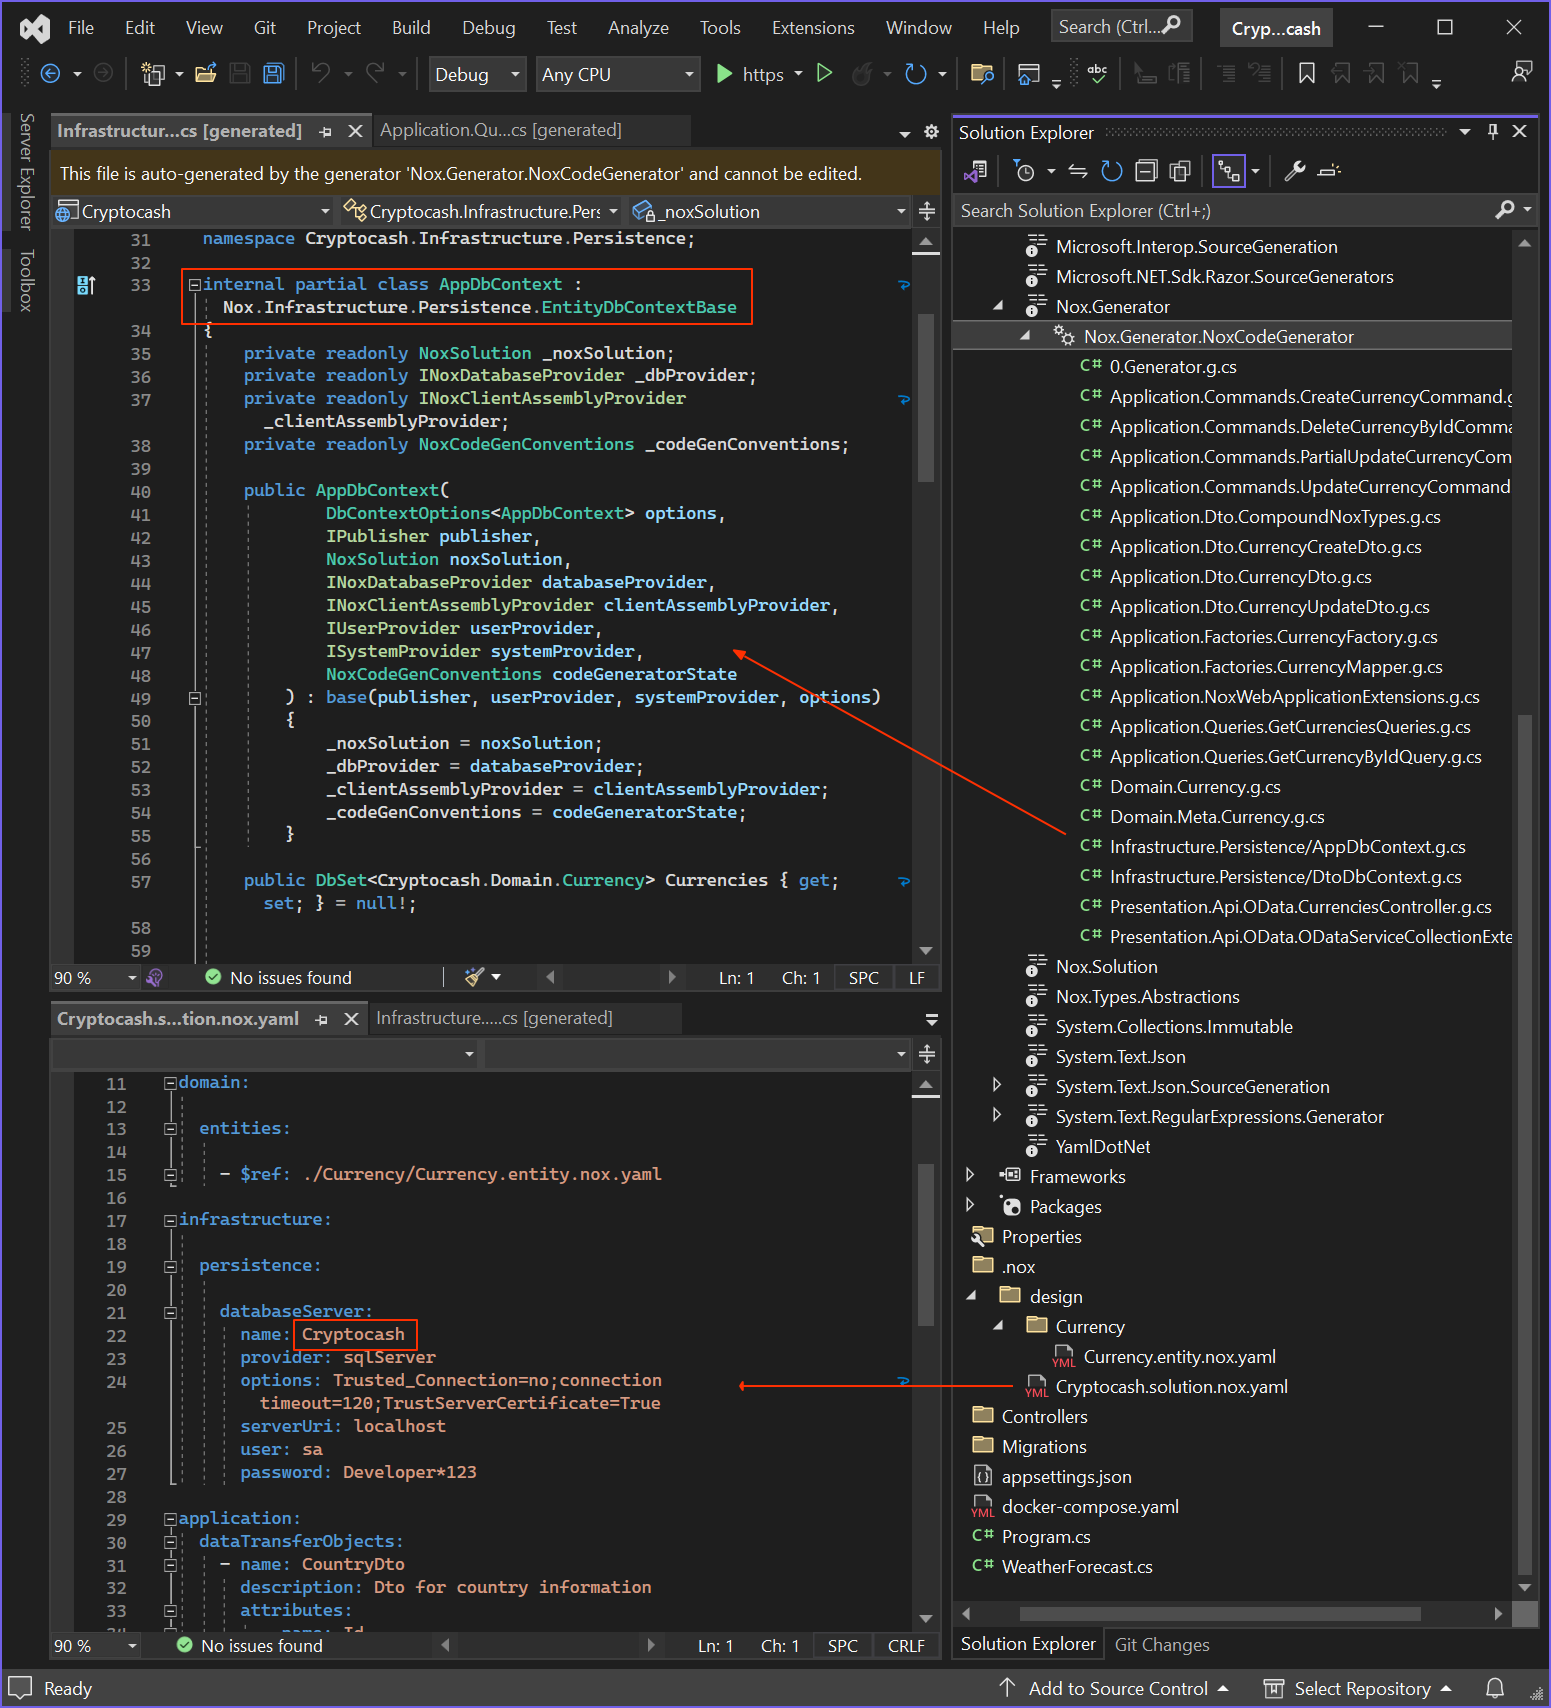 File Edit View Git Project Build Debug Test Analyze Tools Extensions Window Help Search (Ctrl... Cryp...cash
Debug Any CPU https abc
Server Explorer
Toolbox
Infrastructur...cs [generated] Application.Qu...cs [generated]
This file is auto-generated by the generator 'Nox.Generator.NoxCodeGenerator' and cannot be edited.
Cryptocash Cryptocash.Infrastructure.Pers _noxSolution
31 namespace Cryptocash.Infrastructure.Persistence;
32
33 internal partial class AppDbContext :
Nox.Infrastructure.Persistence.EntityDbContextBase
34 {
35 private readonly NoxSolution _noxSolution;
36 private readonly INoxDatabaseProvider _dbProvider;
37 private readonly INoxClientAssemblyProvider
_clientAssemblyProvider;
38 private readonly NoxCodeGenConventions _codeGenConventions;
39
40 public AppDbContext(
41 DbContextOptions<AppDbContext> options,
42 IPublisher publisher,
43 NoxSolution noxSolution,
44 INoxDatabaseProvider databaseProvider,
45 INoxClientAssemblyProvider clientAssemblyProvider,
46 IUserProvider userProvider,
47 ISystemProvider systemProvider,
48 NoxCodeGenConventions codeGeneratorState
49 ) : base(publisher, userProvider, systemProvider, options)
50 {
51 _noxSolution = noxSolution;
52 _dbProvider = databaseProvider;
53 _clientAssemblyProvider = clientAssemblyProvider;
54 _codeGenConventions = codeGeneratorState;
55 }
56
57 public DbSet<Cryptocash.Domain.Currency> Currencies { get;
set; } = null!;
58
59
90 % No issues found Ln: 1 Ch: 1 SPC LF
Cryptocash.s...tion.nox.yaml Infrastructure.....cs [generated]
11 domain:
12
13 entities:
14
15 - $ref: ./Currency/Currency.entity.nox.yaml
16
17 infrastructure:
18
19 persistence:
20
21 databaseServer:
22 name: Cryptocash
23 provider: sqlServer
24 options: Trusted_Connection=no;connection
timeout=120;TrustServerCertificate=True
25 serverUri: localhost
26 user: sa
27 password: Developer*123
28
29 application:
30 dataTransferObjects:
31 - name: CountryDto
32 description: Dto for country information
33 attributes:
34 - name: Id
90 % No issues found Ln: 1 Ch: 1 SPC CRLF
Solution Explorer
Search Solution Explorer (Ctrl+;)
Microsoft.Interop.SourceGeneration
Microsoft.NET.Sdk.Razor.SourceGenerators
Nox.Generator
Nox.Generator.NoxCodeGenerator
C# 0.Generator.g.cs
C# Application.Commands.CreateCurrencyCommand.g
C# Application.Commands.DeleteCurrencyByIdComma
C# Application.Commands.PartialUpdateCurrencyCom
C# Application.Commands.UpdateCurrencyCommand
C# Application.Dto.CompoundNoxTypes.g.cs
C# Application.Dto.CurrencyCreateDto.g.cs
C# Application.Dto.CurrencyDto.g.cs
C# Application.Dto.CurrencyUpdateDto.g.cs
C# Application.Factories.CurrencyFactory.g.cs
C# Application.Factories.CurrencyMapper.g.cs
C# Application.NoxWebApplicationExtensions.g.cs
C# Application.Queries.GetCurrenciesQueries.g.cs
C# Application.Queries.GetCurrencyByIdQuery.g.cs
C# Domain.Currency.g.cs
C# Domain.Meta.Currency.g.cs
C# Infrastructure.Persistence/AppDbContext.g.cs
C# Infrastructure.Persistence/DtoDbContext.g.cs
C# Presentation.Api.OData.CurrenciesController.g.cs
C# Presentation.Api.OData.ODataServiceCollectionExte
Nox.Solution
Nox.Types.Abstractions
System.Collections.Immutable
System.Text.Json
System.Text.Json.SourceGeneration
System.Text.RegularExpressions.Generator
YamlDotNet
Frameworks
Packages
Properties
.nox
design
Currency
YML Currency.entity.nox.yaml
YML Cryptocash.solution.nox.yaml
Controllers
Migrations
appsettings.json
YML docker-compose.yaml
C# Program.cs
C# WeatherForecast.cs
Solution Explorer Git Changes
Ready Add to Source Control Select Repository